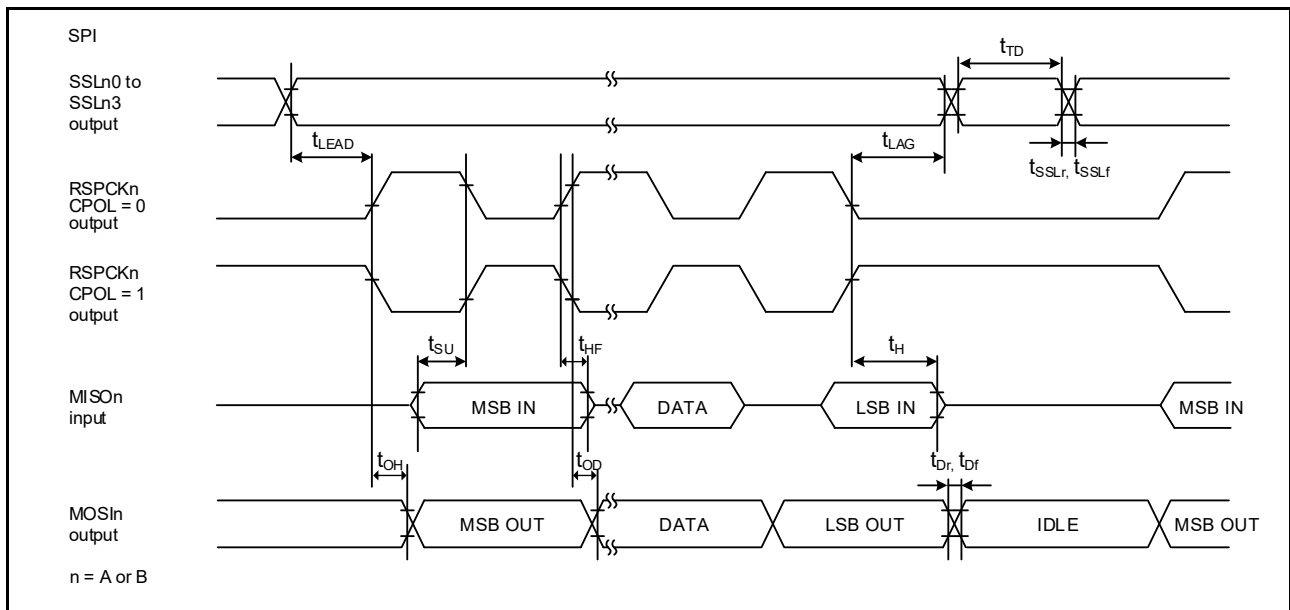 SPI
tTD
SSLn0 to
SSLn3
output
tLEAD
tLAG
tSSLr, tSSLf
RSPCKn
CPOL = 0
output
RSPCKn
CPOL = 1
output
tSU
tHF
tH
MISOn
input
MSB IN
DATA
LSB IN
MSB IN
tOH
tOD
tDr, tDf
MOSIn
output
MSB OUT
DATA
LSB OUT
IDLE
MSB OUT
n = A or B